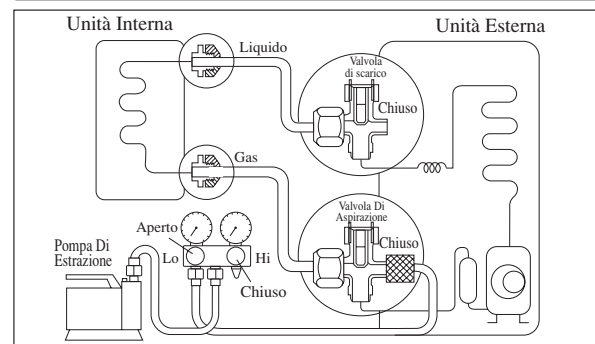 Unità Interna
Unità Esterna
Liquido
Valvola
di scarico
Chiuso
Gas
Valvola Di
Aspirazione
Chiuso
Aperto
Lo
Hi
Chiuso
Pompa Di
Estrazione